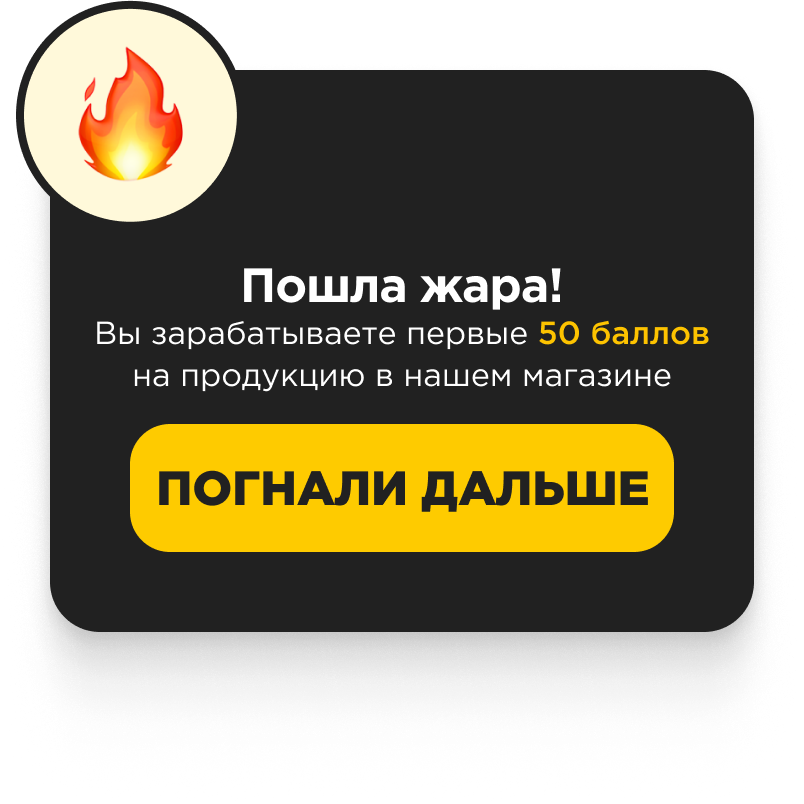 Пошла жара!
Вы зарабатываете первые 50 баллов
на продукцию в нашем магазине
ПОГНАЛИ ДАЛЬШЕ